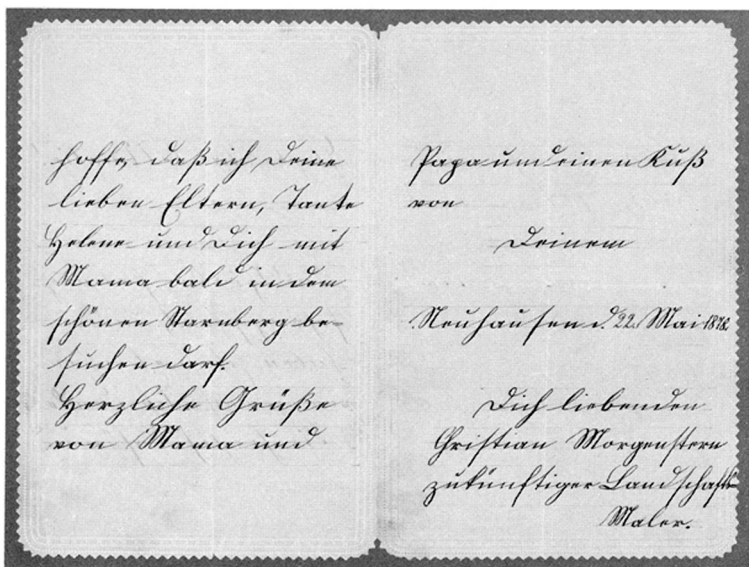 hoffe, daß ich Deine
lieben Eltern, Tante
Helene und Dich mit
Mama bald in dem
schönen Starnberg be-
suchen darf.
Herzliche Grüße
von Mama und
Papa und einen Kuß
von
Deinem
Neuhausen d. 22. Mai 1878
Dich liebenden
Christian Morgenstern
zukünftiger Landschafts-
Maler.